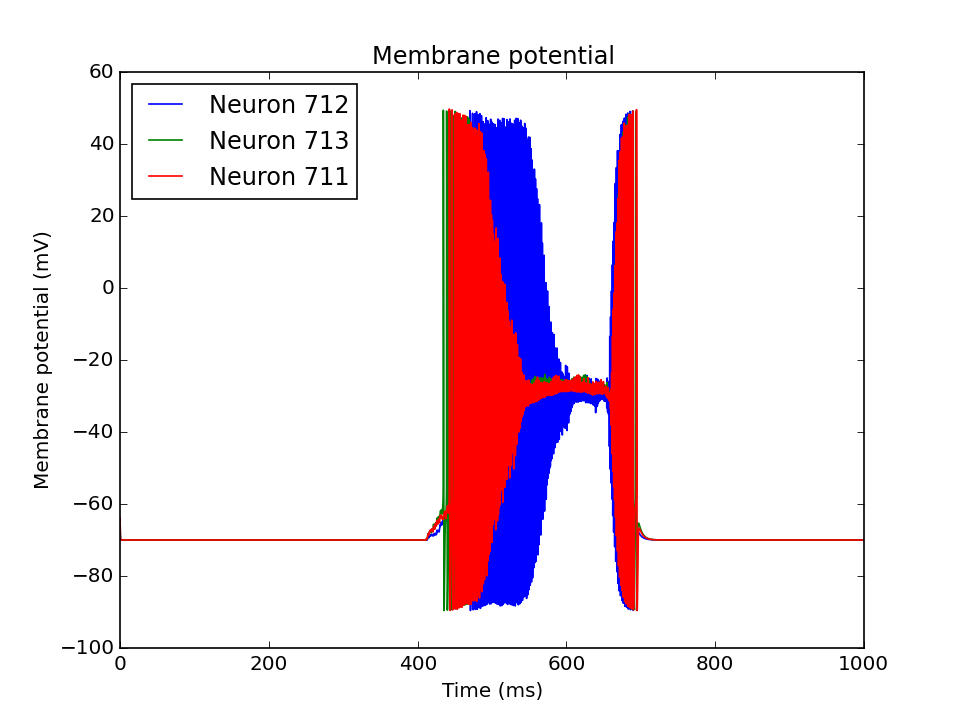 Membrane potential
Neuron 712
Neuron 713
Neuron 711
Membrane potential (mV)
60
40
20
0
−20
−40
−60
−80
−100
0 200 400 600 800 1000
Time (ms)